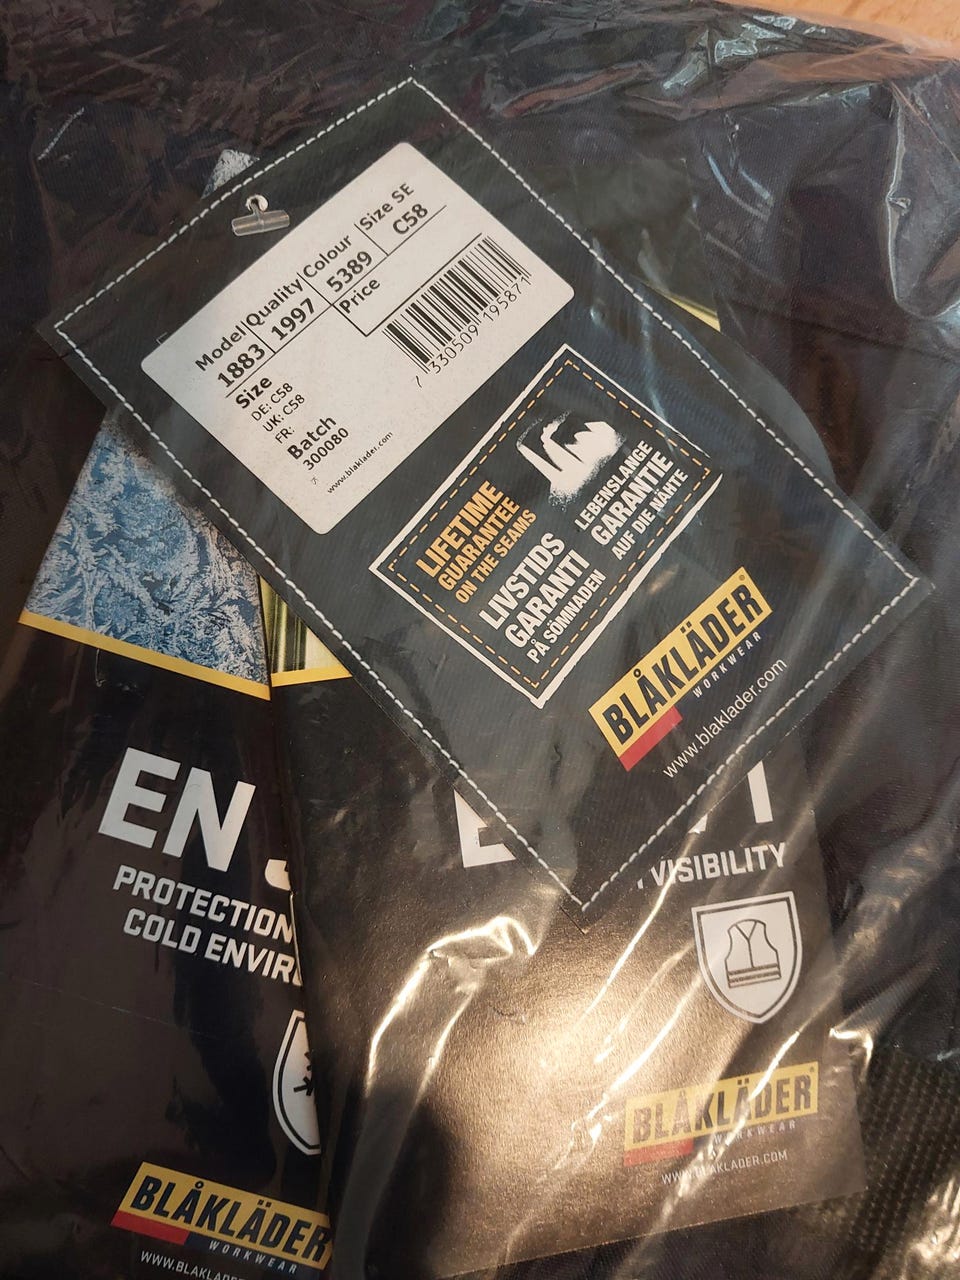 Model Quality Colour Size SE
1883 1997 5389 C58
Size
DE: C58
UK: C58
FR:
Price
Batch
300080
www.blaklader.com
7 330509 195871
LIFETIME
GUARANTEE
ON THE SEAMS
LIVSTIDS
GARANTI
PÅ SÖMNADEN
LEBENSLANGE
GARANTIE
AUF DIE NÄHTE
BLÅKLÄDER®
WORKWEAR
www.blaklader.com
EN
PROTECTION
COLD
BLÅKLÄDER
WORKWEAR
VISIBILITY
BLÅKLÄDER®
WORKWEAR
WWW.BLAKLADER.COM